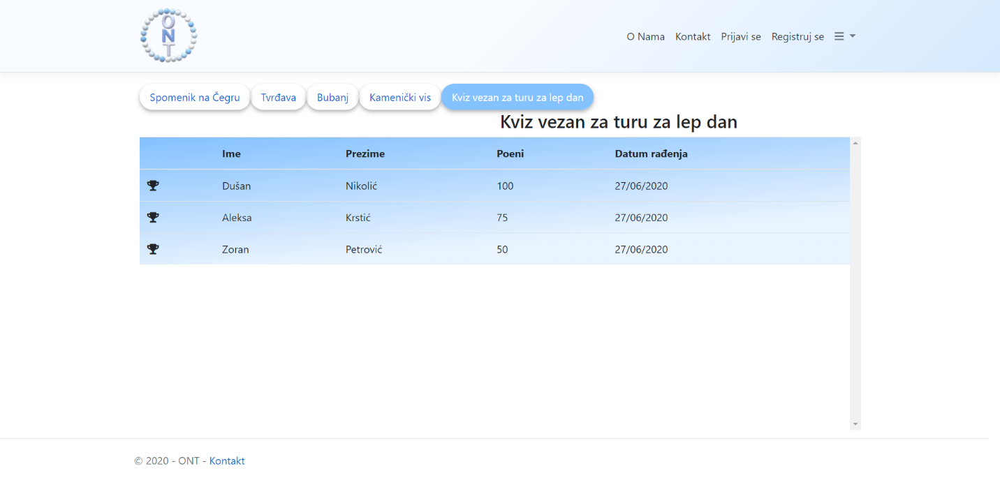 O
N
T
O Nama Kontakt Prijavi se Registruj se
Spomenik na Čegru Tvrđava Bubanj Kamenički vis Kviz vezan za turu za lep dan
Kviz vezan za turu za lep dan
Ime Prezime Poeni Datum rađenja
Dušan Nikolić 100 27/06/2020
Aleksa Krstić 75 27/06/2020
Zoran Petrović 50 27/06/2020
© 2020 - ONT - Kontakt